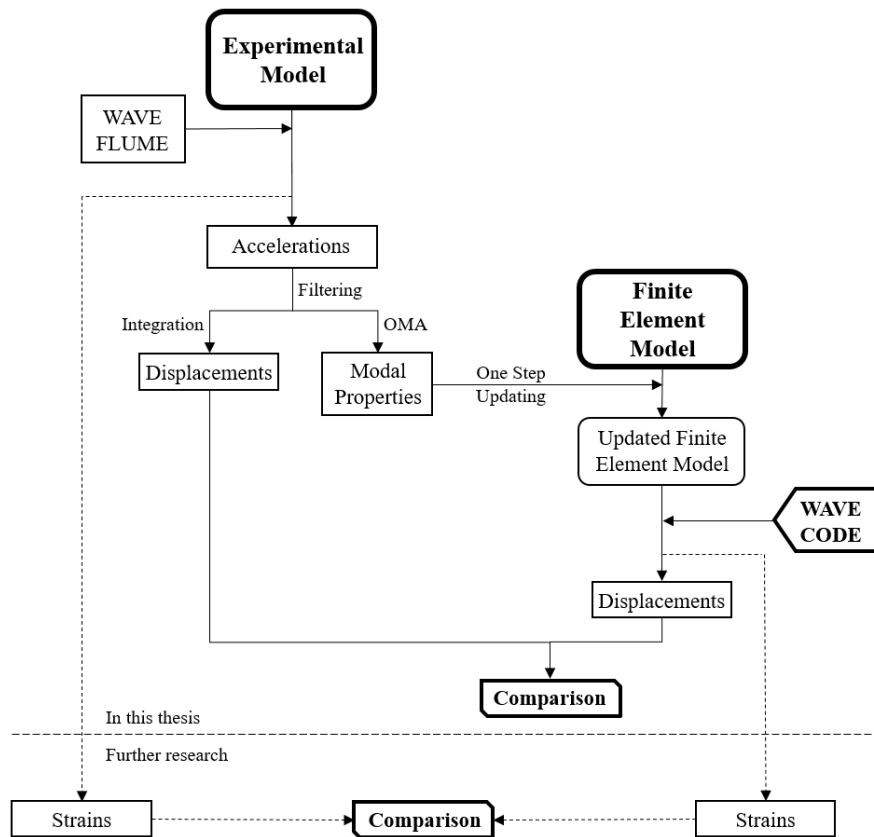 Experimental
Model
WAVE
FLUME
Accelerations
Filtering
Integration
OMA
Displacements
Modal
Properties
One Step
Updating
Finite
Element
Model
Updated Finite
Element Model
WAVE
CODE
Displacements
Comparison
In this thesis
Further research
Strains
Comparison
Strains